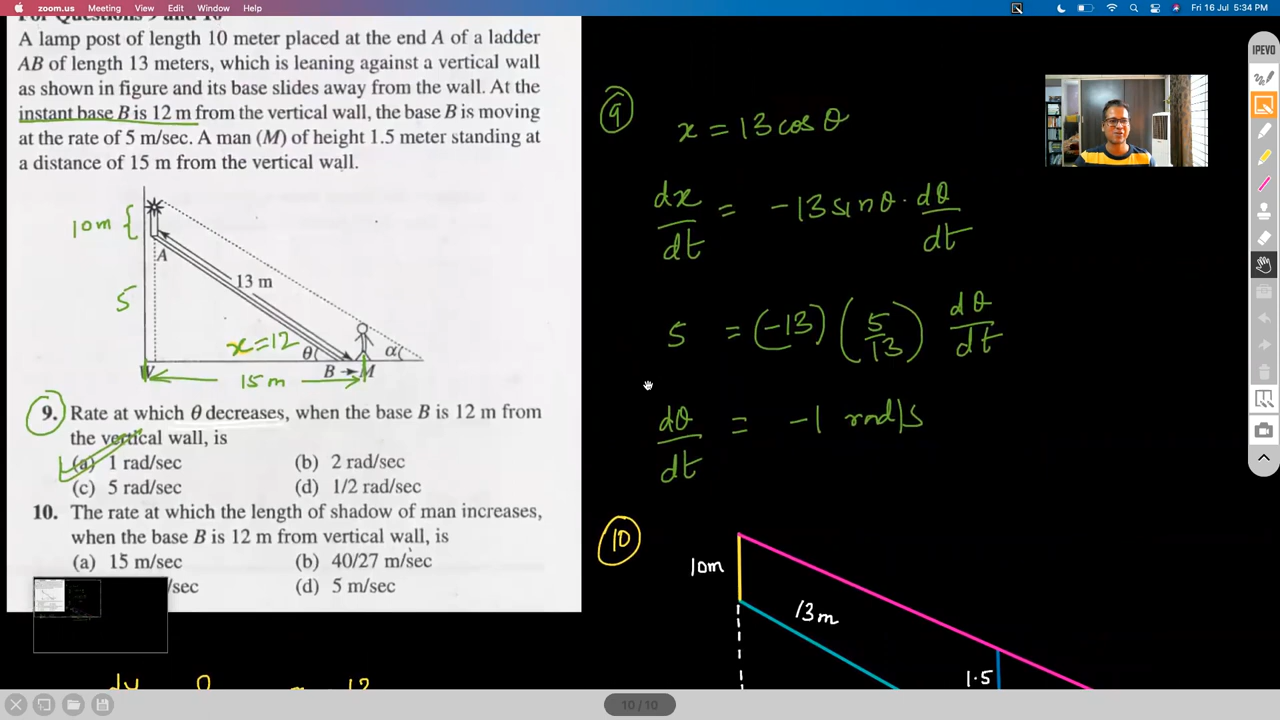 zoom.us Meeting View Edit Window Help
Fri 16 Jul 5:34 PM
A lamp post of length 10 meter placed at the end A of a ladder
AB of length 13 meters, which is leaning against a vertical wall
as shown in figure and its base slides away from the wall. At the
instant base B is 12 m from the vertical wall, the base B is moving
at the rate of 5 m/sec. A man (M) of height 1.5 meter standing at
a distance of 15 m from the vertical wall.
10m {
A
13 m
5
x=12 θ
α
B → M
15 m
9. Rate at which θ decreases, when the base B is 12 m from
the vertical wall, is
(a) 1 rad/sec (b) 2 rad/sec
(c) 5 rad/sec (d) 1/2 rad/sec
10. The rate at which the length of shadow of man increases,
when the base B is 12 m from vertical wall, is
(a) 15 m/sec (b) 40/27 m/sec
/sec (d) 5 m/sec
9
x = 13 cos θ
dx/dt = -13 sin θ · dθ/dt
5 = (-13) (5/13) dθ/dt
dθ/dt = -1 rad/s
10
10m
13m
1.5
IPEVO
10 / 10